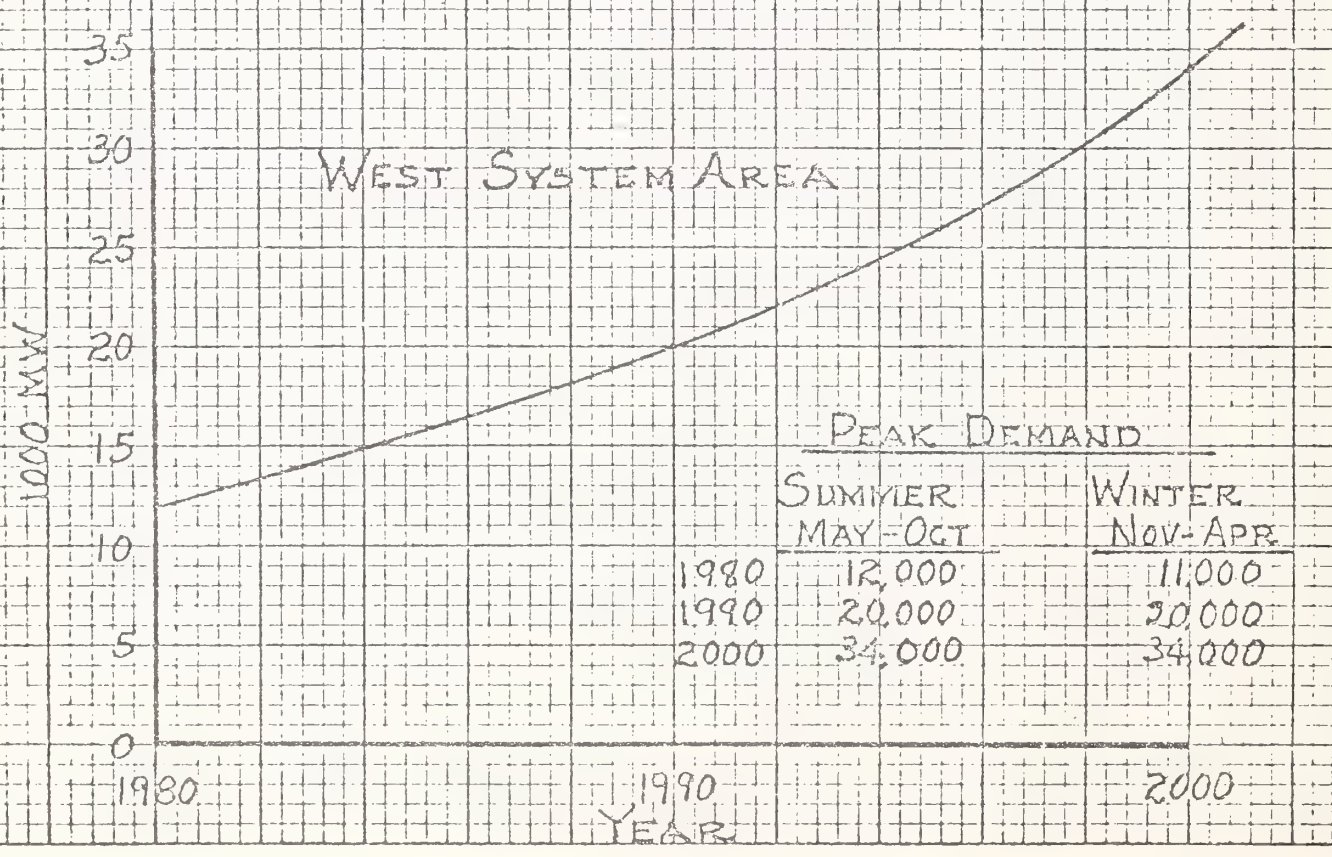 35
30
WEST SYSTEM AREA
25
20
1000 MW
15
PEAK DEMAND
SUMMER WINTER
MAY-OCT NOV-APR
10
1980 12,000 11,000
1990 20,000 20,000
5
2000 34,000 34,000
0
1980 1990 2000
YEAR